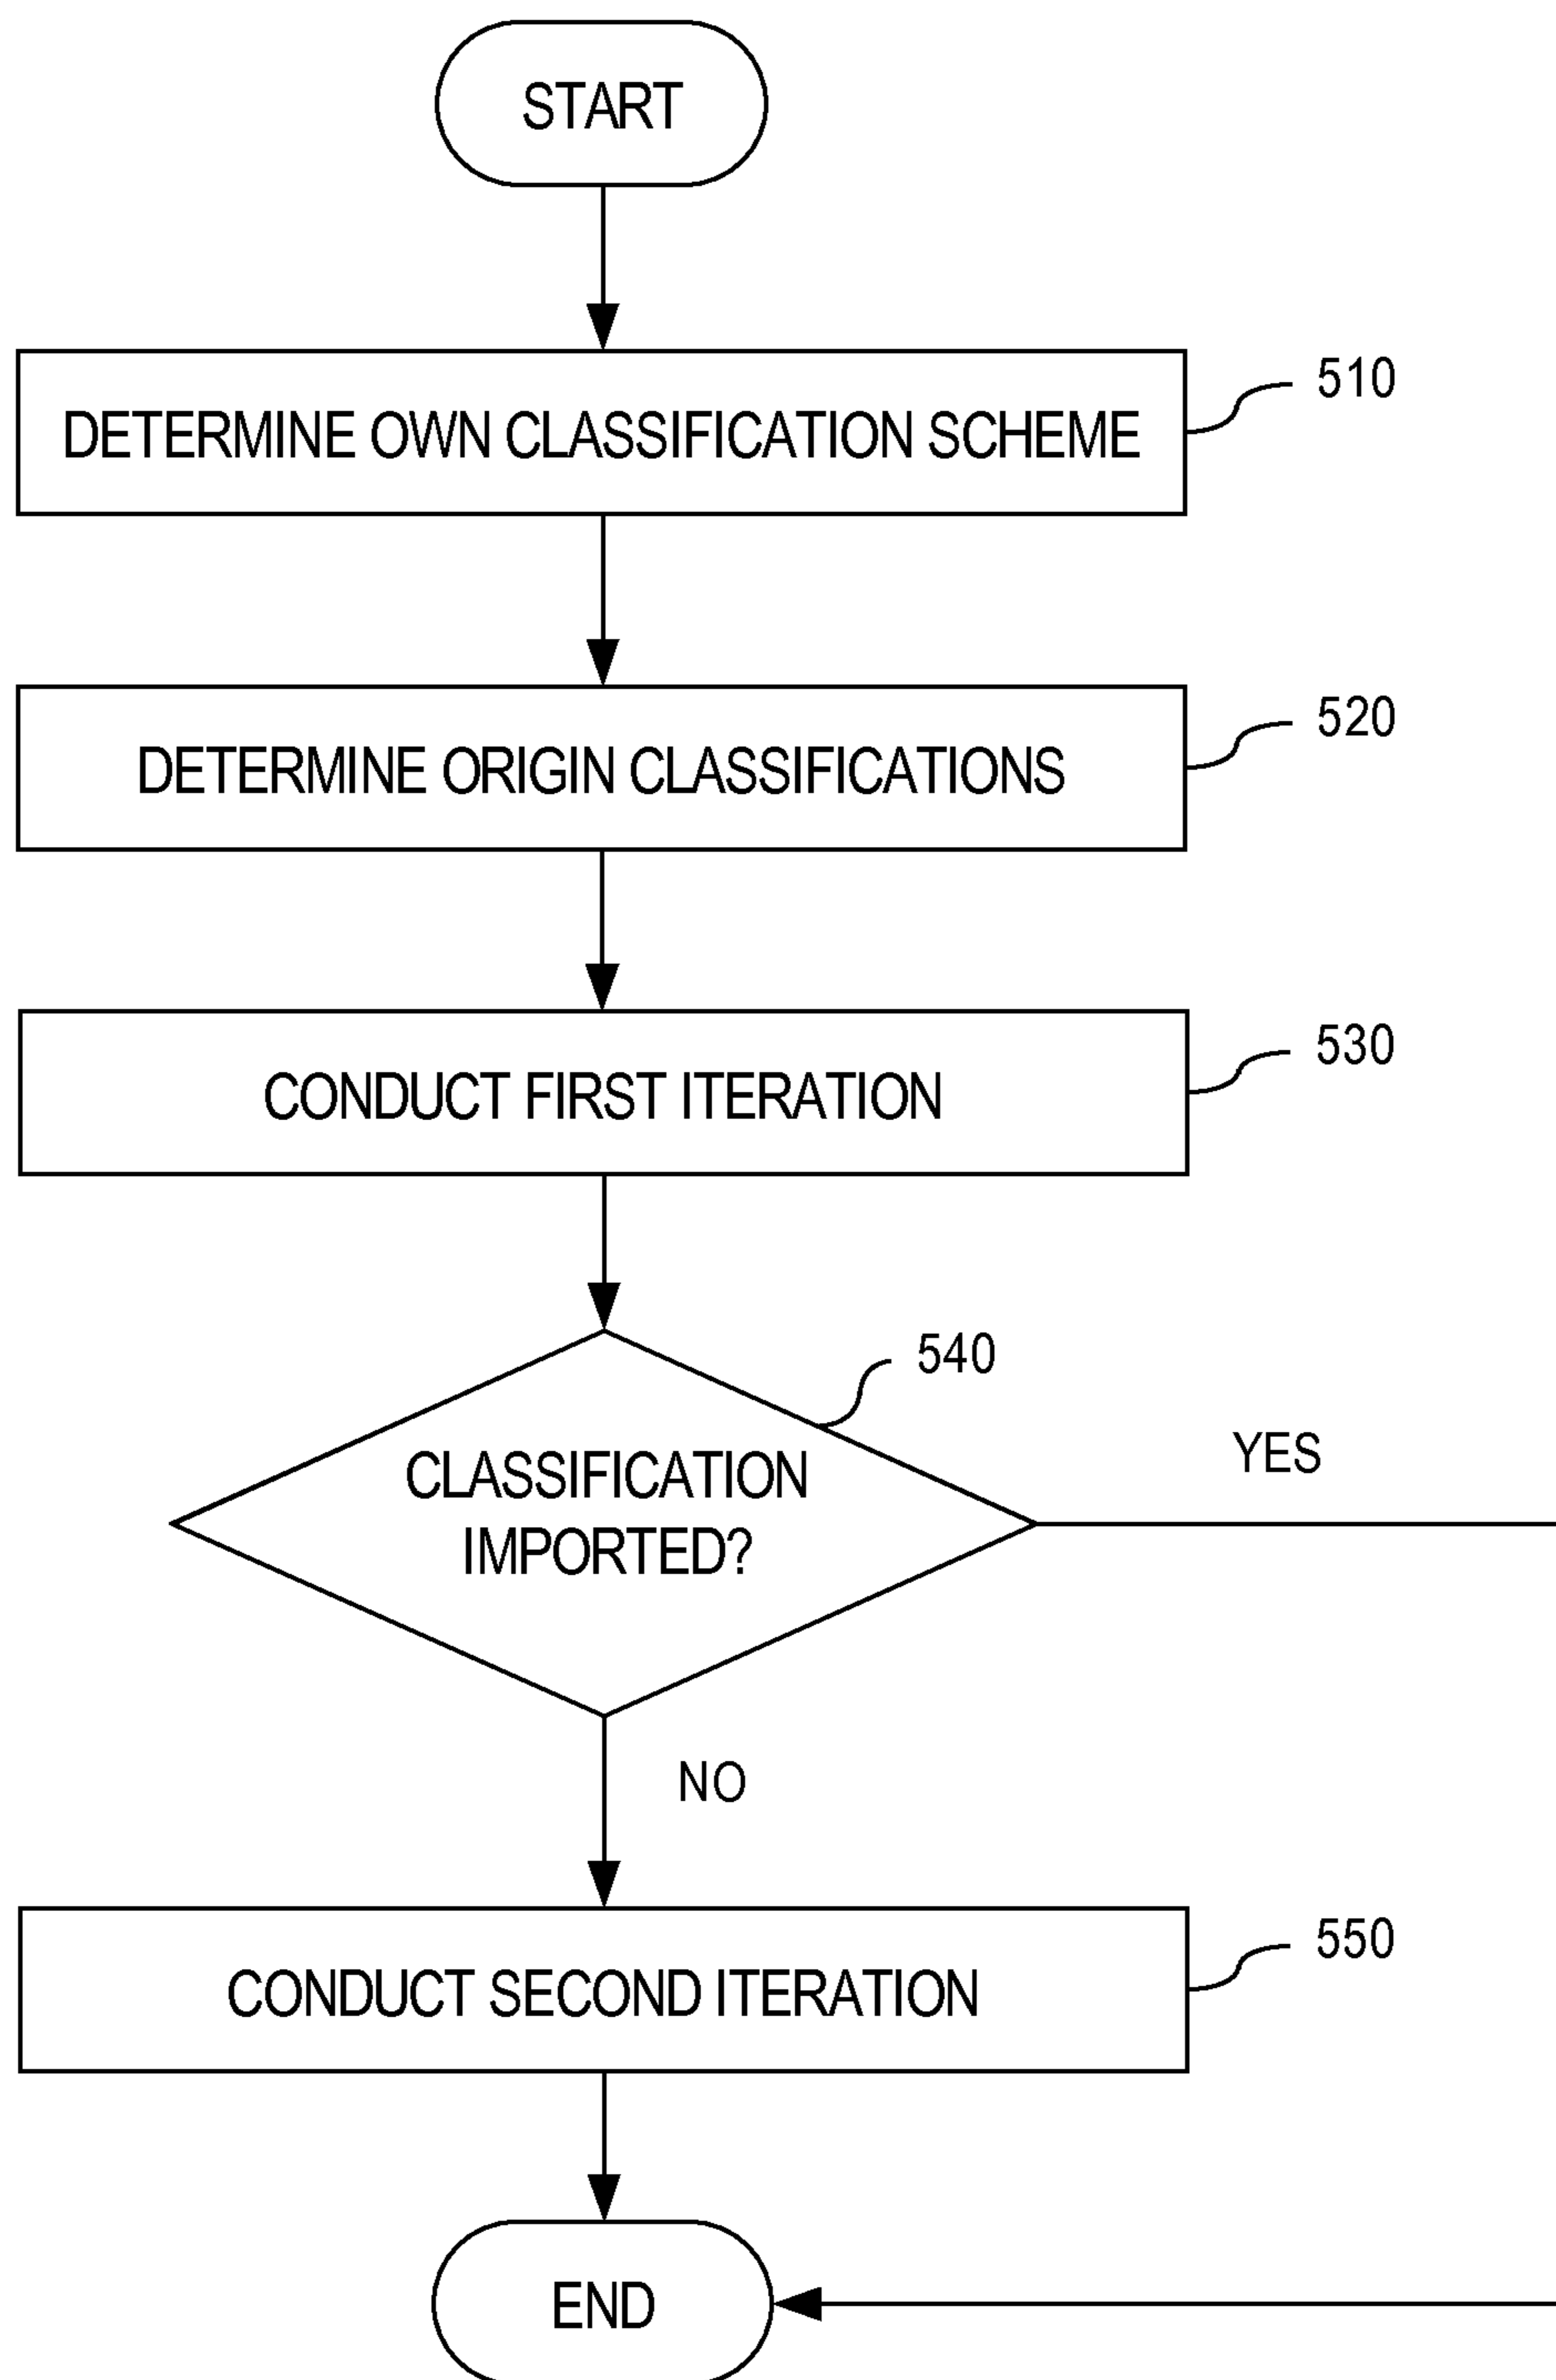 START
DETERMINE OWN CLASSIFICATION SCHEME
510
DETERMINE ORIGIN CLASSIFICATIONS
520
CONDUCT FIRST ITERATION
530
540
CLASSIFICATION
IMPORTED?
YES
NO
CONDUCT SECOND ITERATION
550
END